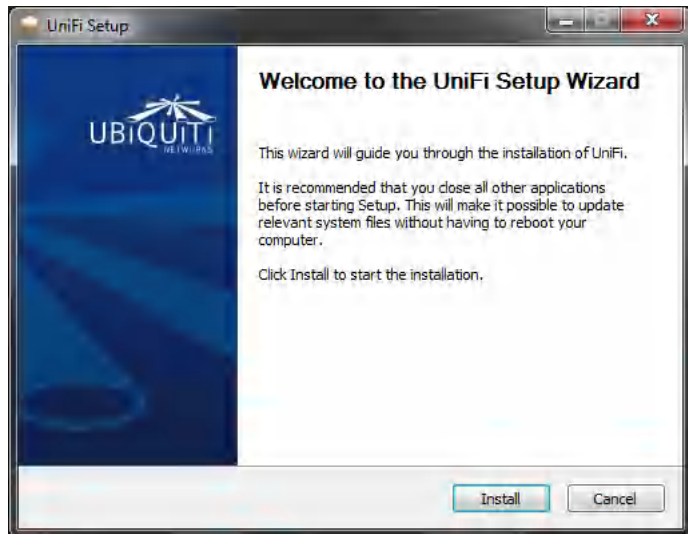 UniFi Setup
Welcome to the UniFi Setup Wizard
UBiQUiTi
NETWORKS
This wizard will guide you through the installation of UniFi.
It is recommended that you close all other applications
before starting Setup. This will make it possible to update
relevant system files without having to reboot your
computer.
Click Install to start the installation.
Install
Cancel